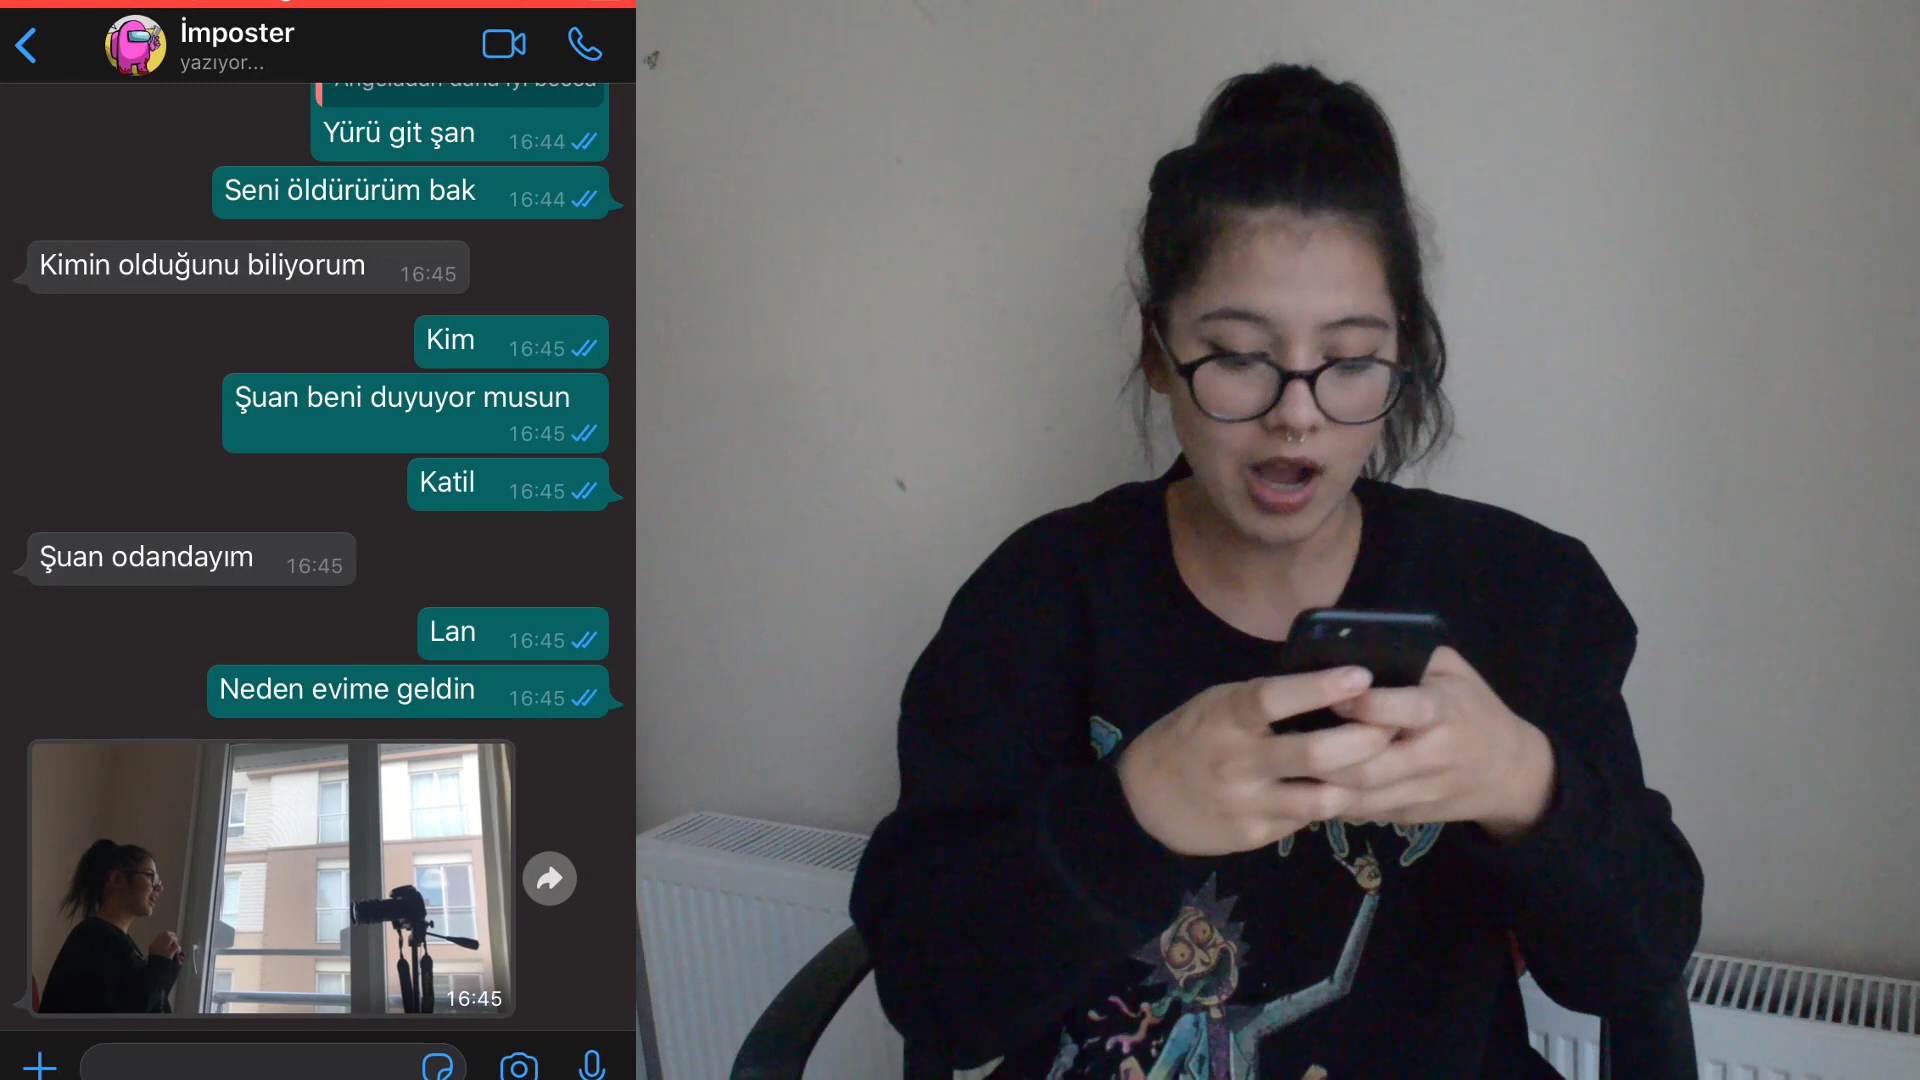 İmposter
yazıyor...
Yürü git şan 16:44
Seni öldürürüm bak 16:44
Kimin olduğunu biliyorum 16:45
Kim 16:45
Şuan beni duyuyor musun
16:45
Katil 16:45
Şuan odandayım 16:45
Lan 16:45
Neden evime geldin 16:45
16:45